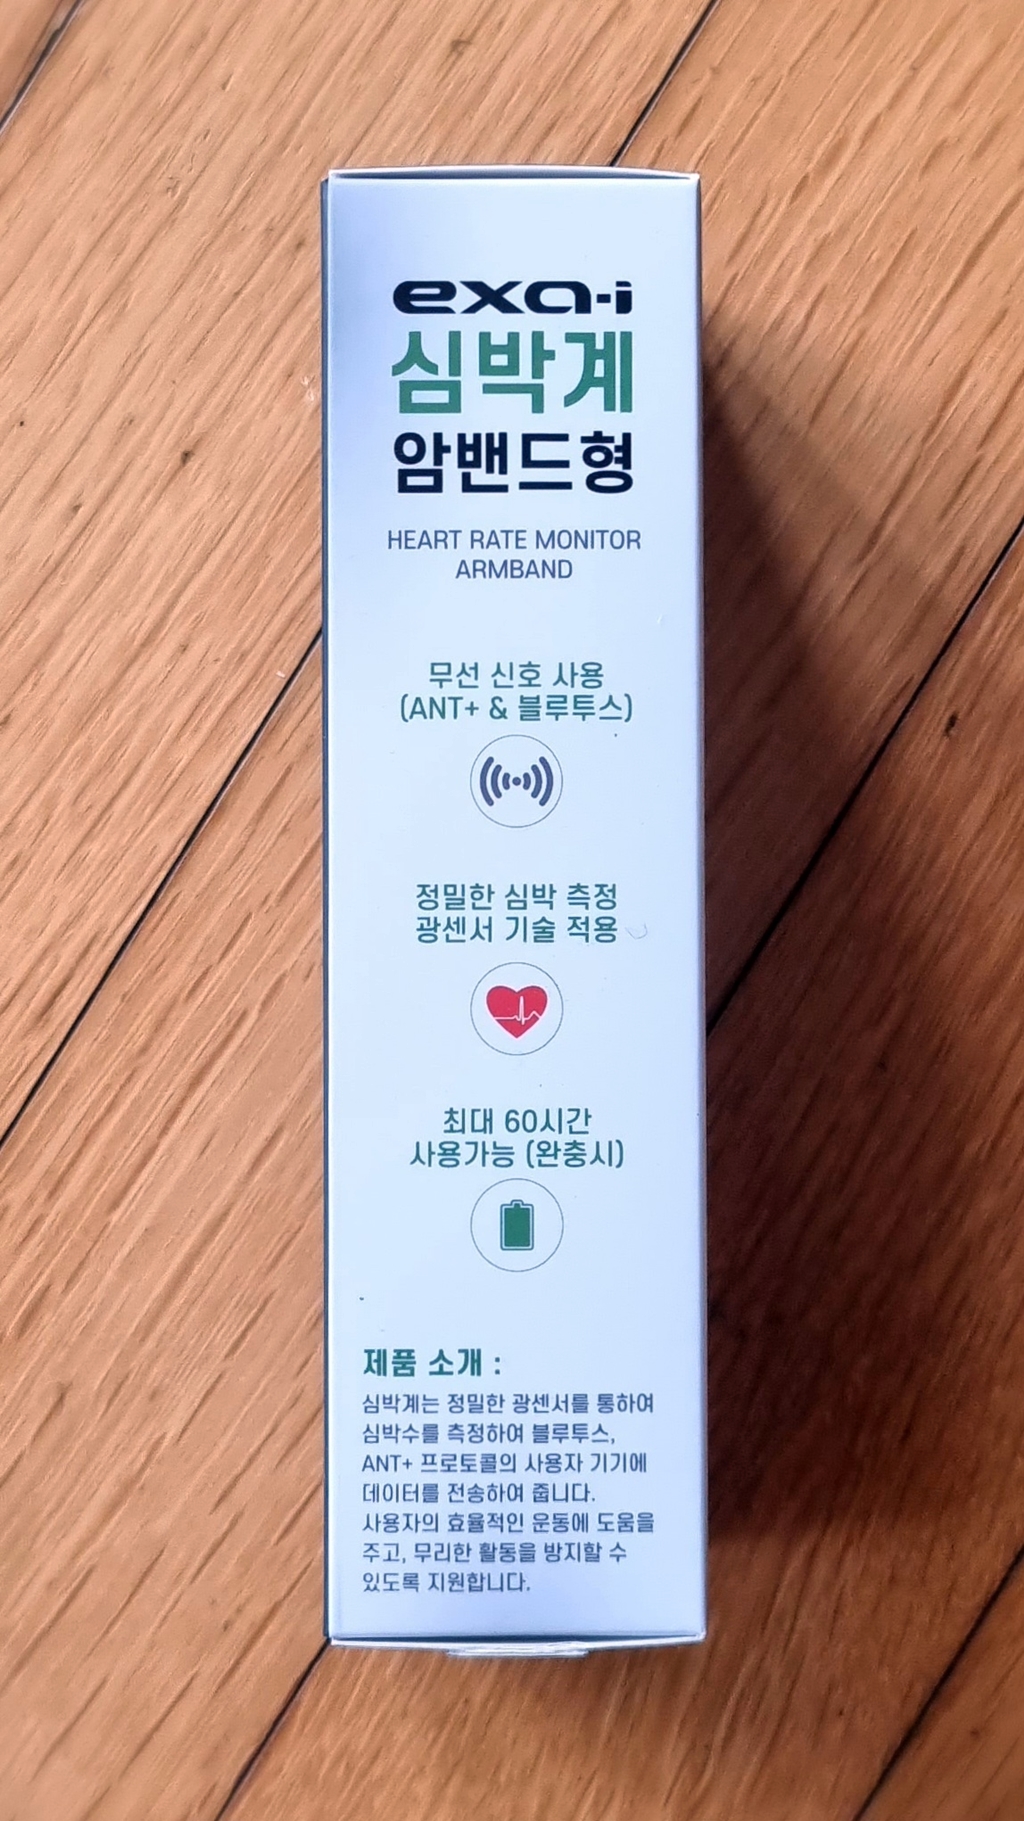 exa-i
심박계
암밴드형
HEART RATE MONITOR
ARMBAND
무선 신호 사용
(ANT+ & 블루투스)
정밀한 심박 측정
광센서 기술 적용
최대 60시간
사용가능 (완충시)
제품 소개 :
심박계는 정밀한 광센서를 통하여
심박수를 측정하여 블루투스,
ANT+ 프로토콜의 사용자 기기에
데이터를 전송하여 줍니다.
사용자의 효율적인 운동에 도움을
주고, 무리한 활동을 방지할 수
있도록 지원합니다.